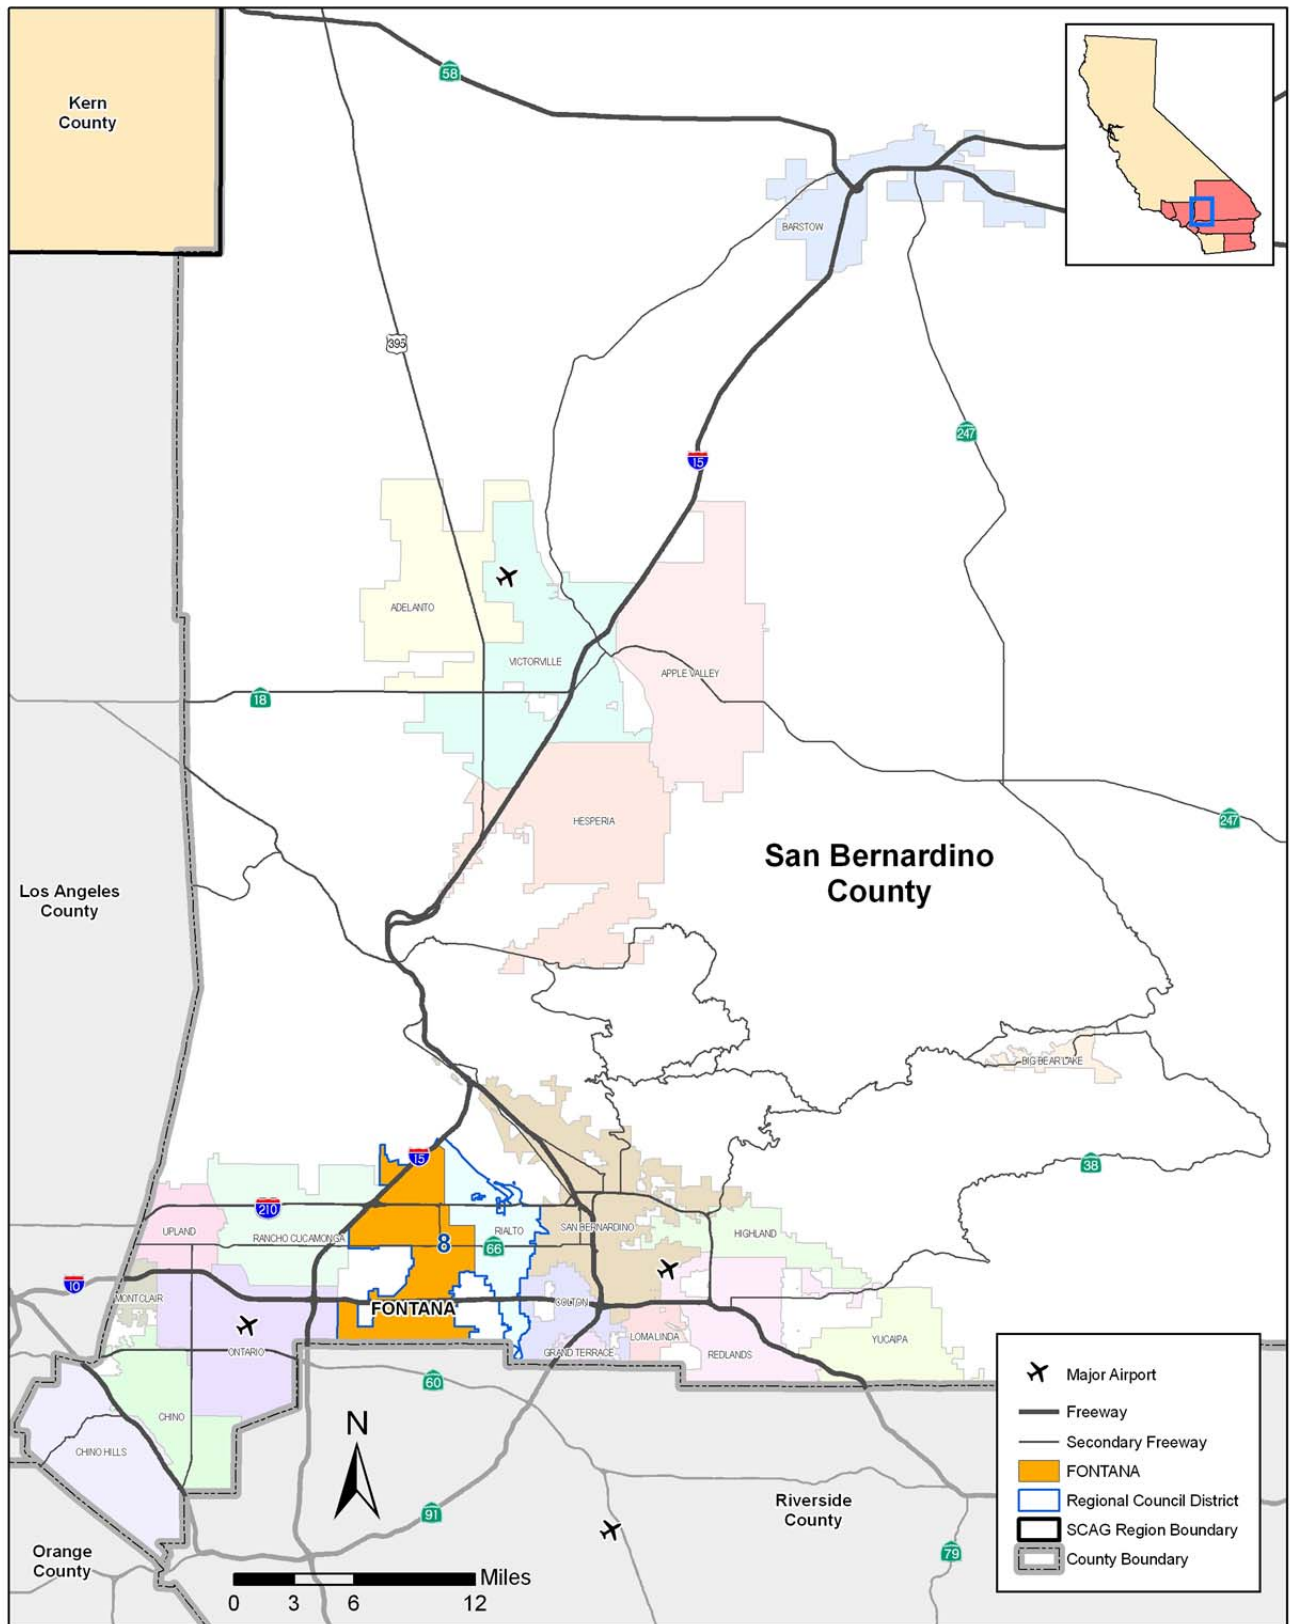 58
Kern
County
BARSTOW
395
247
15
ADELANTO
VICTORVILLE
APPLE VALLEY
18
HESPERIA
247
San Bernardino
County
Los Angeles
County
BIG BEAR LAKE
15
38
210
UPLAND
RANCHO CUCAMONGA
8
66
RIALTO
SAN BERNARDINO
HIGHLAND
10
MONTCLAIR
FONTANA
COLTON
ONTARIO
GRAND TERRACE
LOMA LINDA
REDLANDS
YUCAIPA
60
CHINO
CHINO HILLS
N
91
Riverside
County
79
Orange
County
Miles
0 3 6 12
Major Airport
Freeway
Secondary Freeway
FONTANA
Regional Council District
SCAG Region Boundary
County Boundary